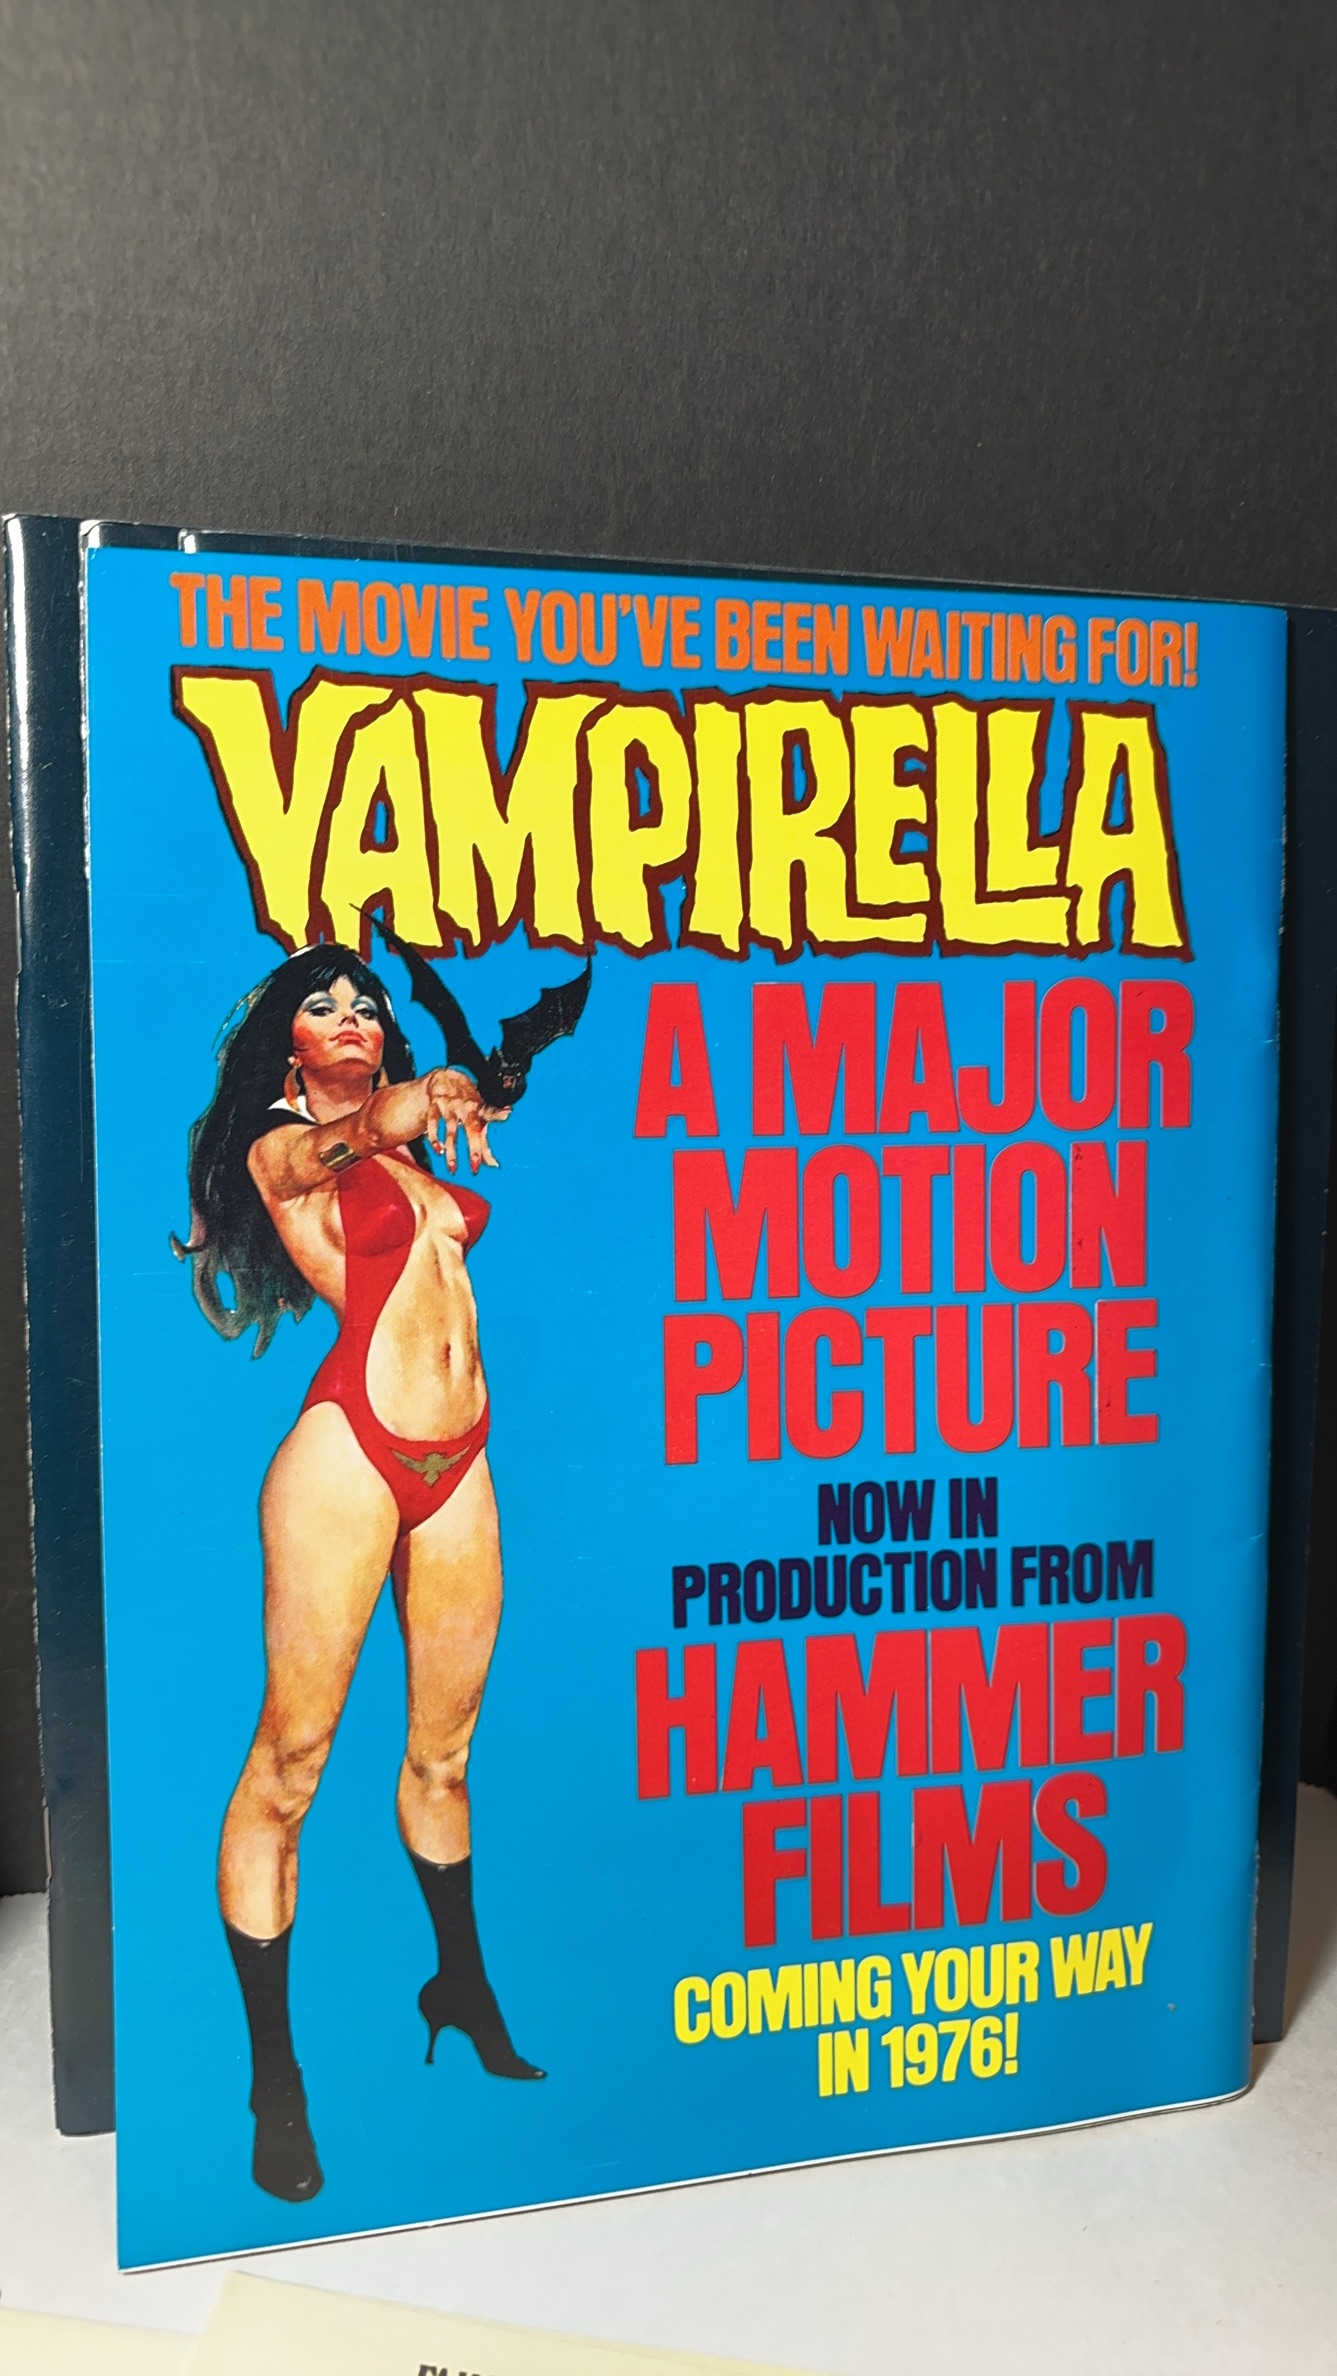 THE MOVIE YOU'VE BEEN WAITING FOR!
VAMPIRELLA
A MAJOR
MOTION
PICTURE
NOW IN
PRODUCTION FROM
HAMMER
FILMS
COMING YOUR WAY
IN 1976!